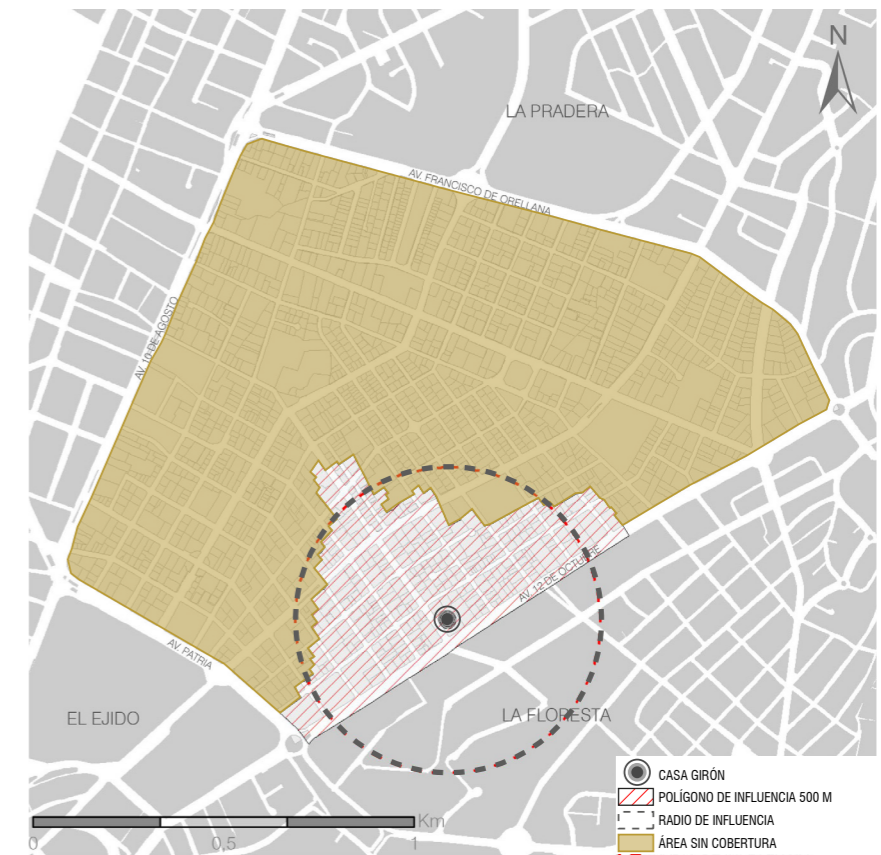 N
LA PRADERA
AV. FRANCISCO DE ORELLANA
AV. 10 DE AGOSTO
AV. 12 DE OCTUBRE
AV. PATRIA
EL EJIDO
LA FLORESTA
CASA GIRÓN
POLÍGONO DE INFLUENCIA 500 M
RADIO DE INFLUENCIA
ÁREA SIN COBERTURA
Km
0 0,5 1